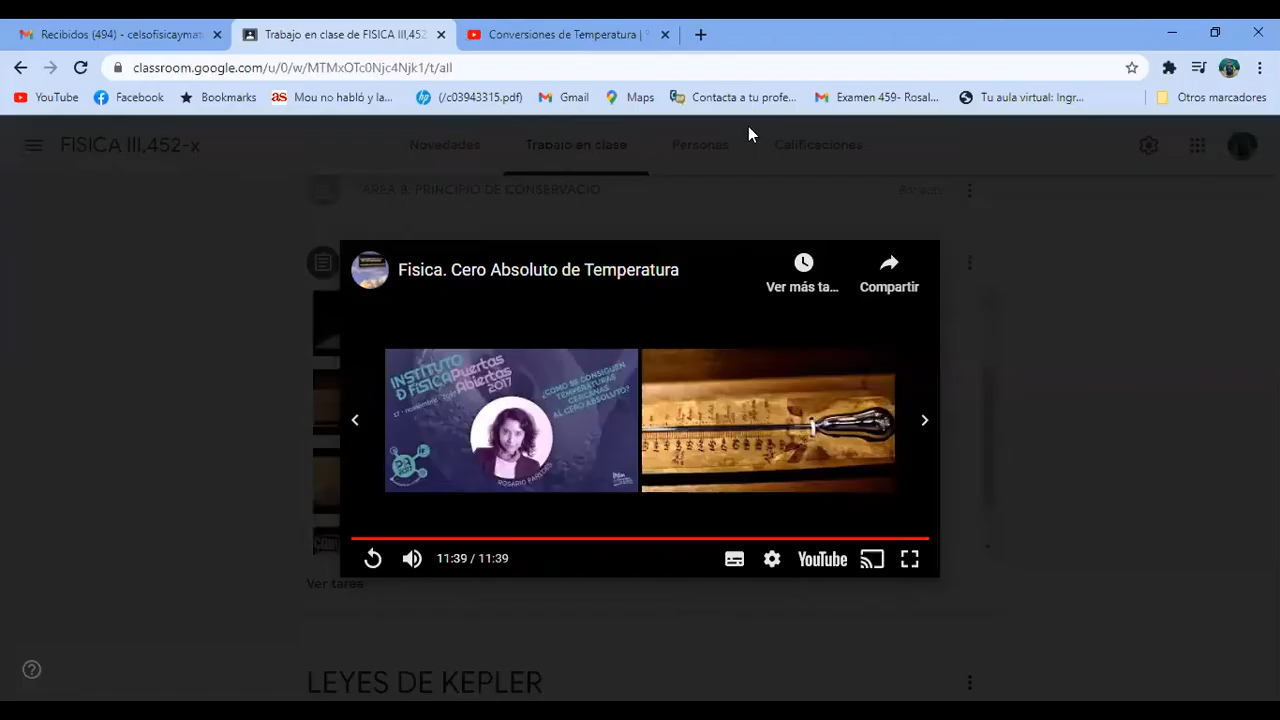 Recibidos (494) - celsofisicaymat
Trabajo en clase de FISICA III,452
Conversiones de Temperatura |
classroom.google.com/u/0/w/MTMxOTc0Njc4Njk1/t/all
YouTube
Facebook
Bookmarks
as Mou no habló y la...
hp (/c03943315.pdf)
Gmail
Maps
Contacta a tu profe...
Examen 459- Rosal...
Tu aula virtual: Ingr...
Otros marcadores
FISICA III,452-x
Novedades
Trabajo en clase
Personas
Calificaciones
AREA 8: PRINCIPIO DE CONSERVACIO
Fisica. Cero Absoluto de Temperatura
Ver más ta...
Compartir
INSTITUTO
D FISICA Puertas
Abiertas
2017
¿CÓMO SE CONSIGUEN
TEMPERATURAS
CERCANAS
AL CERO ABSOLUTO?
11:39 / 11:39
YouTube
Ver tarea
LEYES DE KEPLER